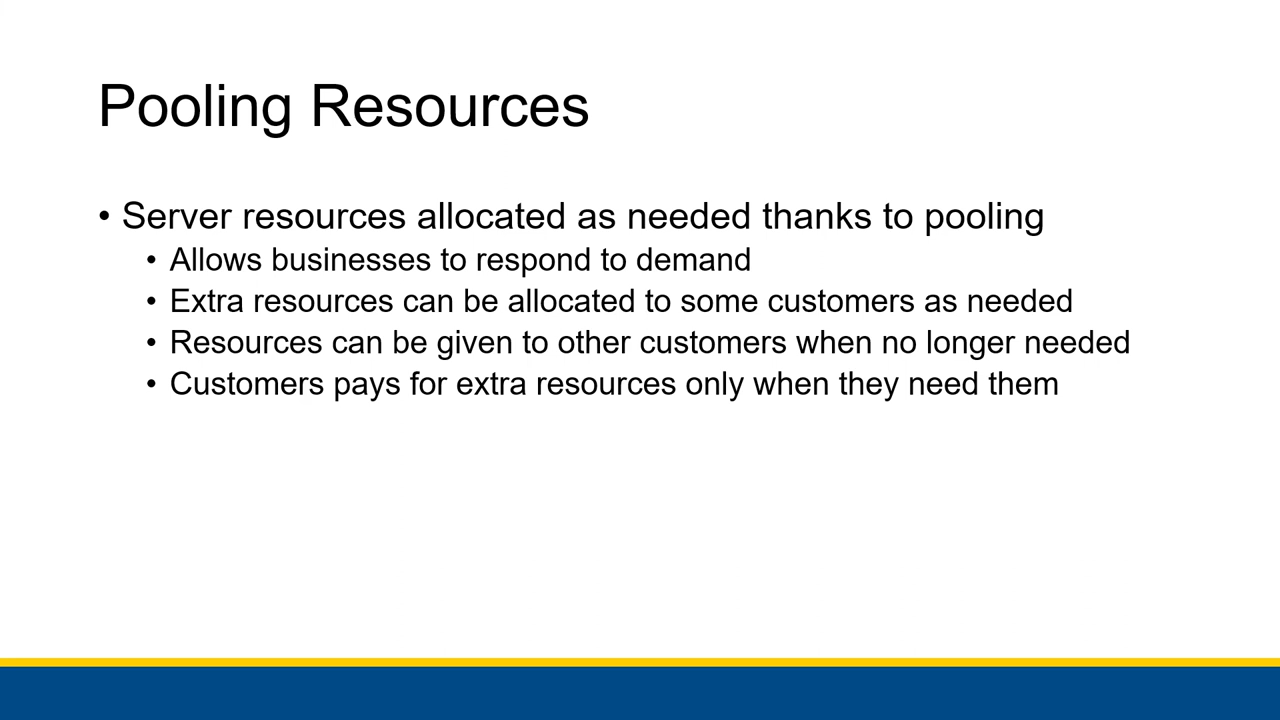 Pooling Resources
• Server resources allocated as needed thanks to pooling
• Allows businesses to respond to demand
• Extra resources can be allocated to some customers as needed
• Resources can be given to other customers when no longer needed
• Customers pays for extra resources only when they need them